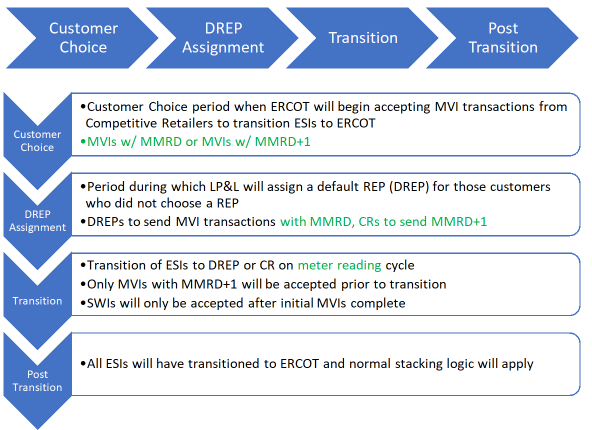 Customer
Choice
DREP
Assignment
Transition
Post
Transition
Customer
Choice
•Customer Choice period when ERCOT will begin accepting MVI transactions from
Competitive Retailers to transition ESIs to ERCOT
•MVIs w/ MMRD or MVIs w/ MMRD+1
DREP
Assignment
•Period during which LP&L will assign a default REP (DREP) for those customers
who did not choose a REP
•DREPs to send MVI transactions with MMRD, CRs to send MMRD+1
Transition
•Transition of ESIs to DREP or CR on meter reading cycle
•Only MVIs with MMRD+1 will be accepted prior to transition
•SWIs will only be accepted after initial MVIs complete
Post
Transition
•All ESIs will have transitioned to ERCOT and normal stacking logic will apply